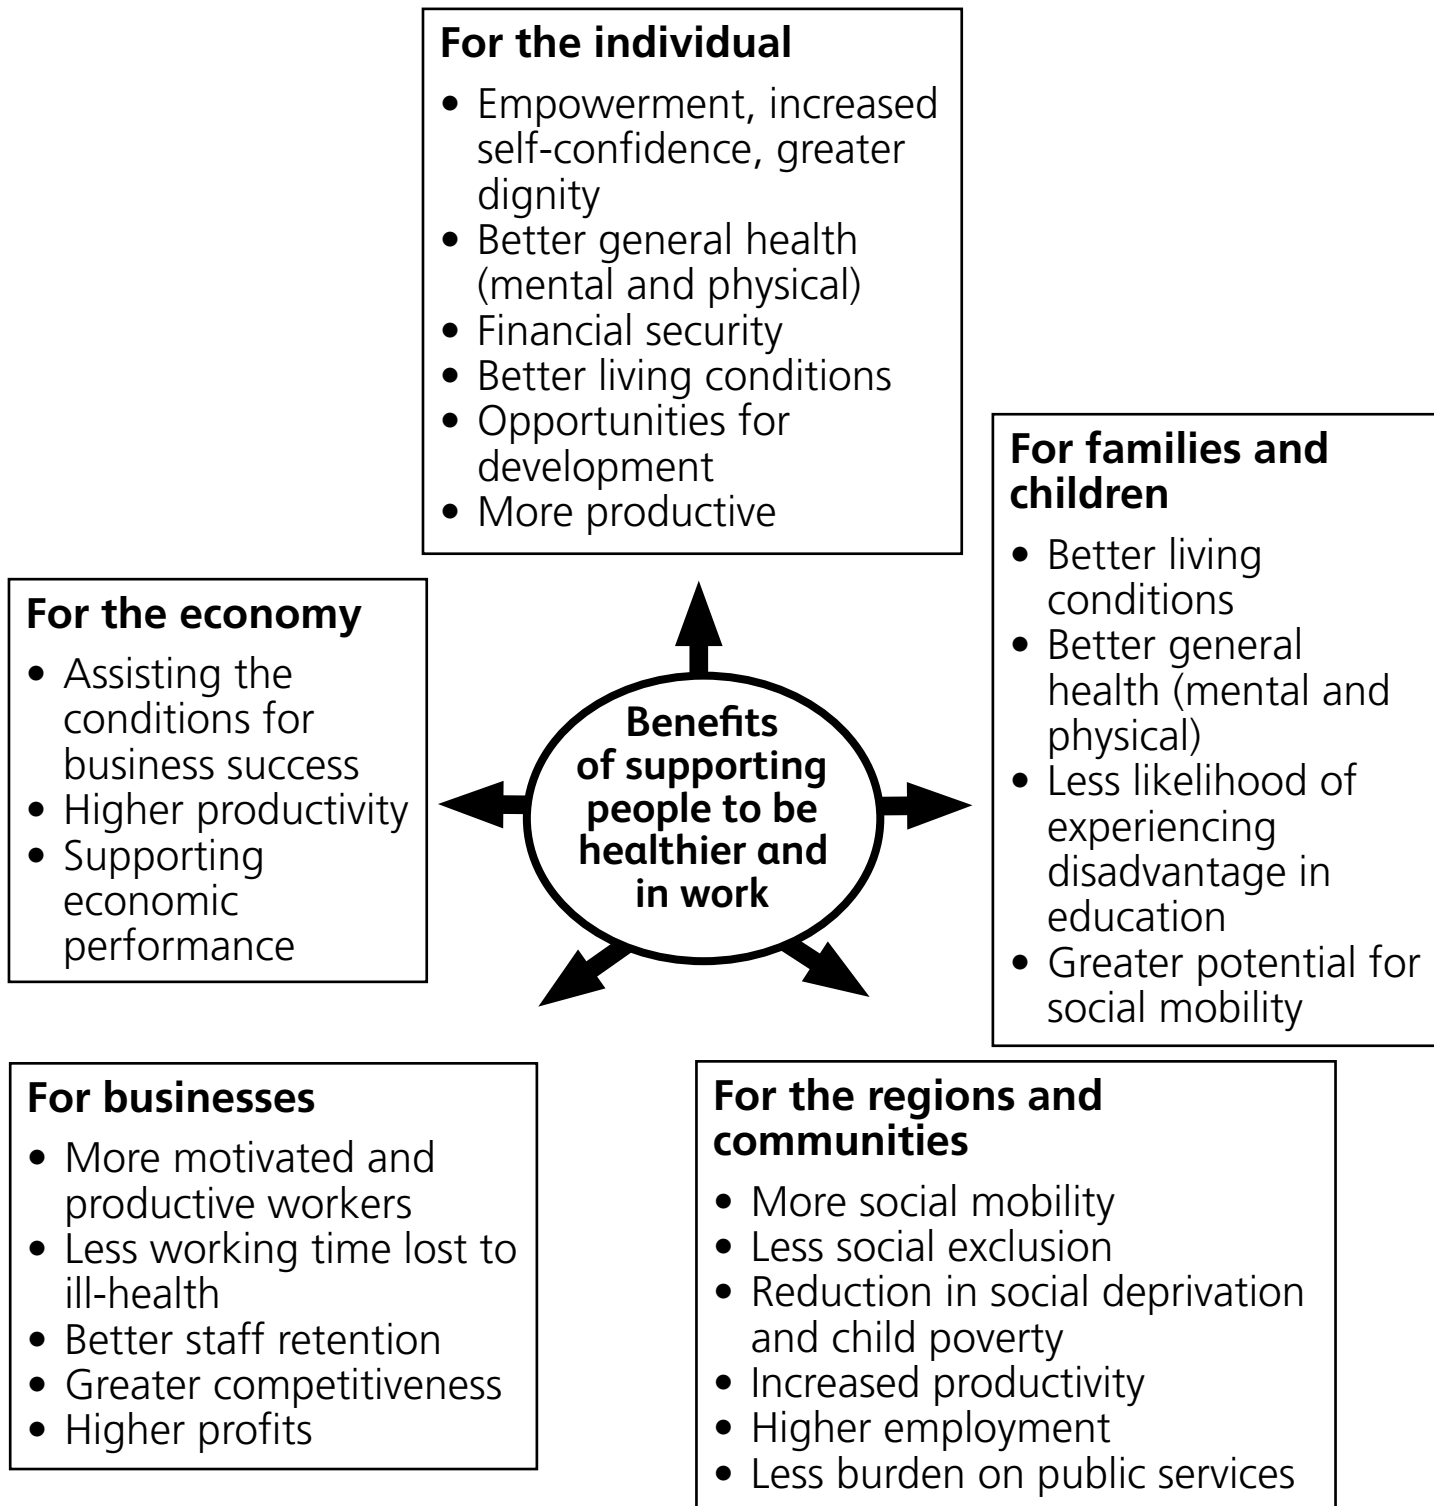 For the individual
• Empowerment, increased
self-confidence, greater
dignity
• Better general health
(mental and physical)
• Financial security
• Better living conditions
• Opportunities for
development
• More productive
For families and
children
• Better living
conditions
• Better general
health (mental and
physical)
• Less likelihood of
experiencing
disadvantage in
education
• Greater potential for
social mobility
For the economy
• Assisting the
conditions for
business success
• Higher productivity
• Supporting
economic
performance
Benefits
of supporting
people to be
healthier and
in work
For businesses
• More motivated and
productive workers
• Less working time lost to
ill-health
• Better staff retention
• Greater competitiveness
• Higher profits
For the regions and
communities
• More social mobility
• Less social exclusion
• Reduction in social deprivation
and child poverty
• Increased productivity
• Higher employment
• Less burden on public services